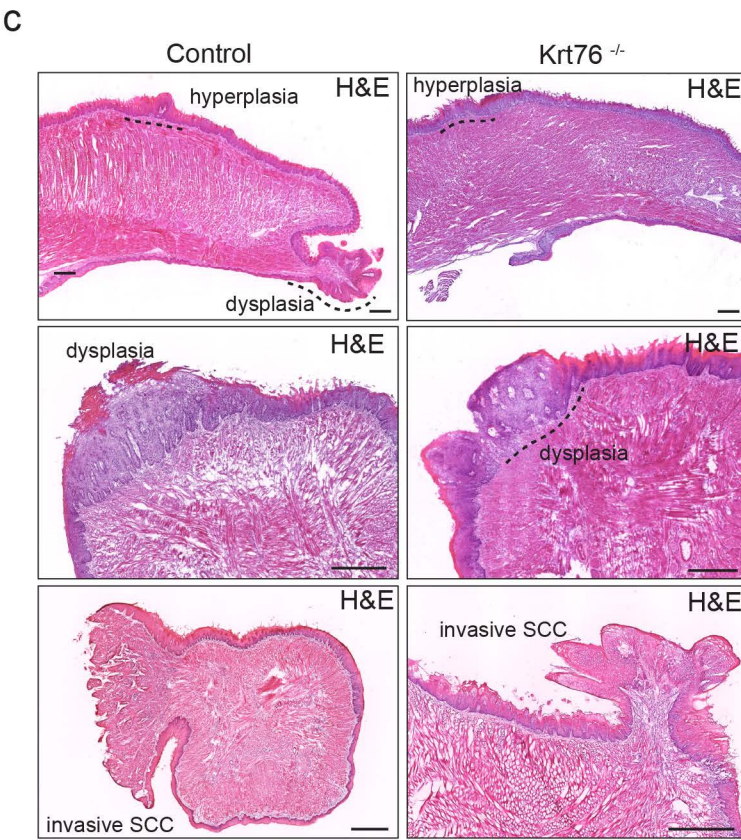 c
Control
Krt76 -/-
hyperplasia
H&E
dysplasia
hyperplasia
H&E
dysplasia
H&E
H&E
dysplasia
H&E
invasive SCC
H&E
invasive SCC